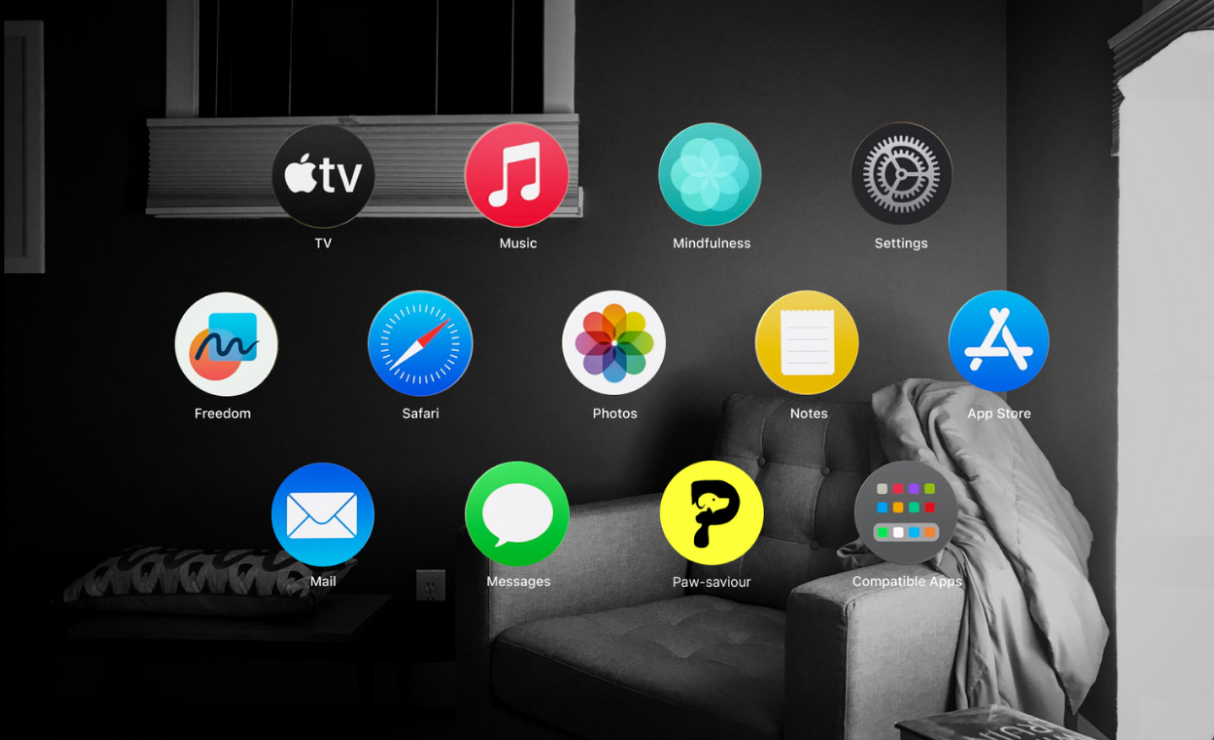 tv
TV
Music
Mindfulness
Settings
Freedom
Safari
Photos
Notes
App Store
Mail
Messages
Paw-saviour
Compatible Apps